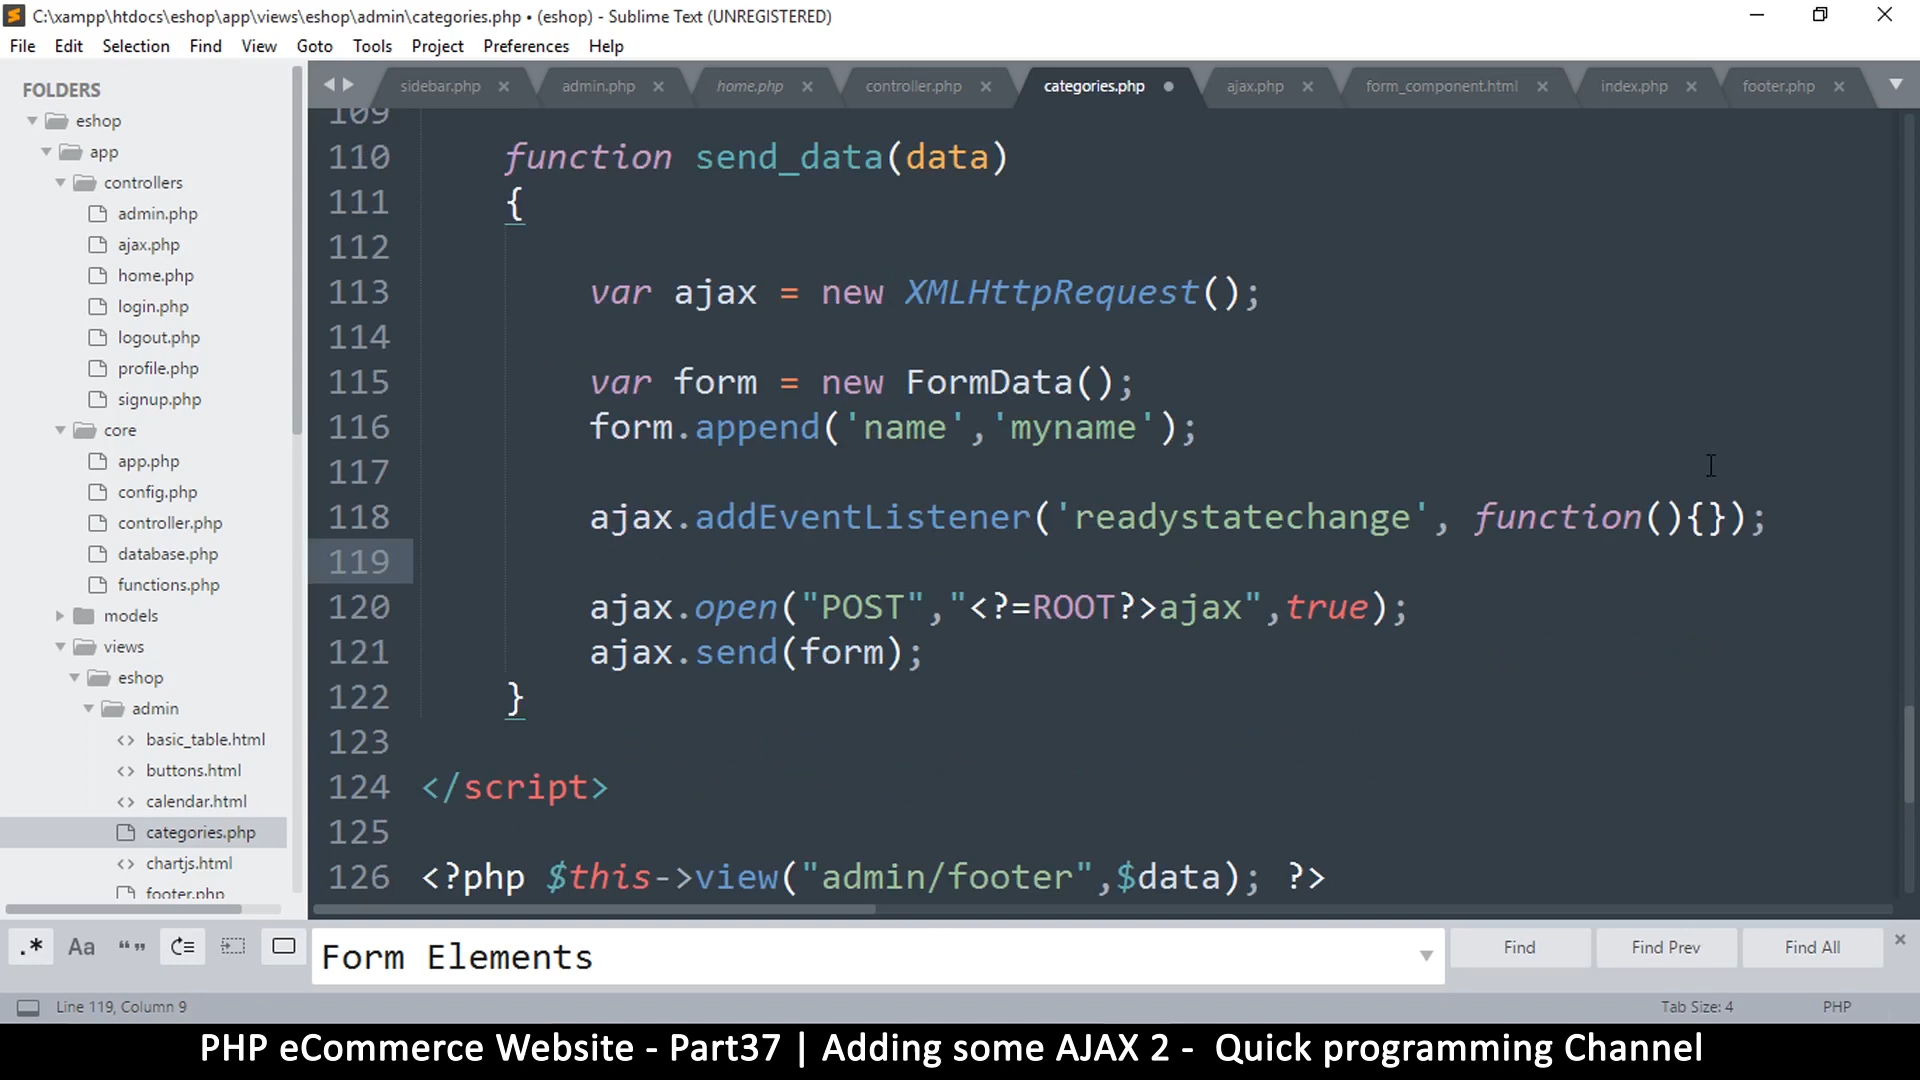 C:\xampp\htdocs\eshop\app\views\eshop\admin\categories.php • (eshop) - Sublime Text (UNREGISTERED)
File Edit Selection Find View Goto Tools Project Preferences Help
FOLDERS
eshop
app
controllers
admin.php
ajax.php
home.php
login.php
logout.php
profile.php
signup.php
core
app.php
config.php
controller.php
database.php
functions.php
models
views
eshop
admin
basic_table.html
buttons.html
calendar.html
categories.php
chartjs.html
footer.php
sidebar.php admin.php home.php controller.php categories.php ajax.php form_component.html index.php footer.php
109
110 function send_data(data)
111 {
112
113 var ajax = new XMLHttpRequest();
114
115 var form = new FormData();
116 form.append('name','myname');
117
118 ajax.addEventListener('readystatechange', function(){});
119
120 ajax.open("POST","<?=ROOT?>ajax",true);
121 ajax.send(form);
122 }
123
124 </script>
125
126 <?php $this->view("admin/footer",$data); ?>
.* Aa “” Form Elements Find Find Prev Find All
Line 119, Column 9 Tab Size: 4 PHP
PHP eCommerce Website - Part37 | Adding some AJAX 2 - Quick programming Channel